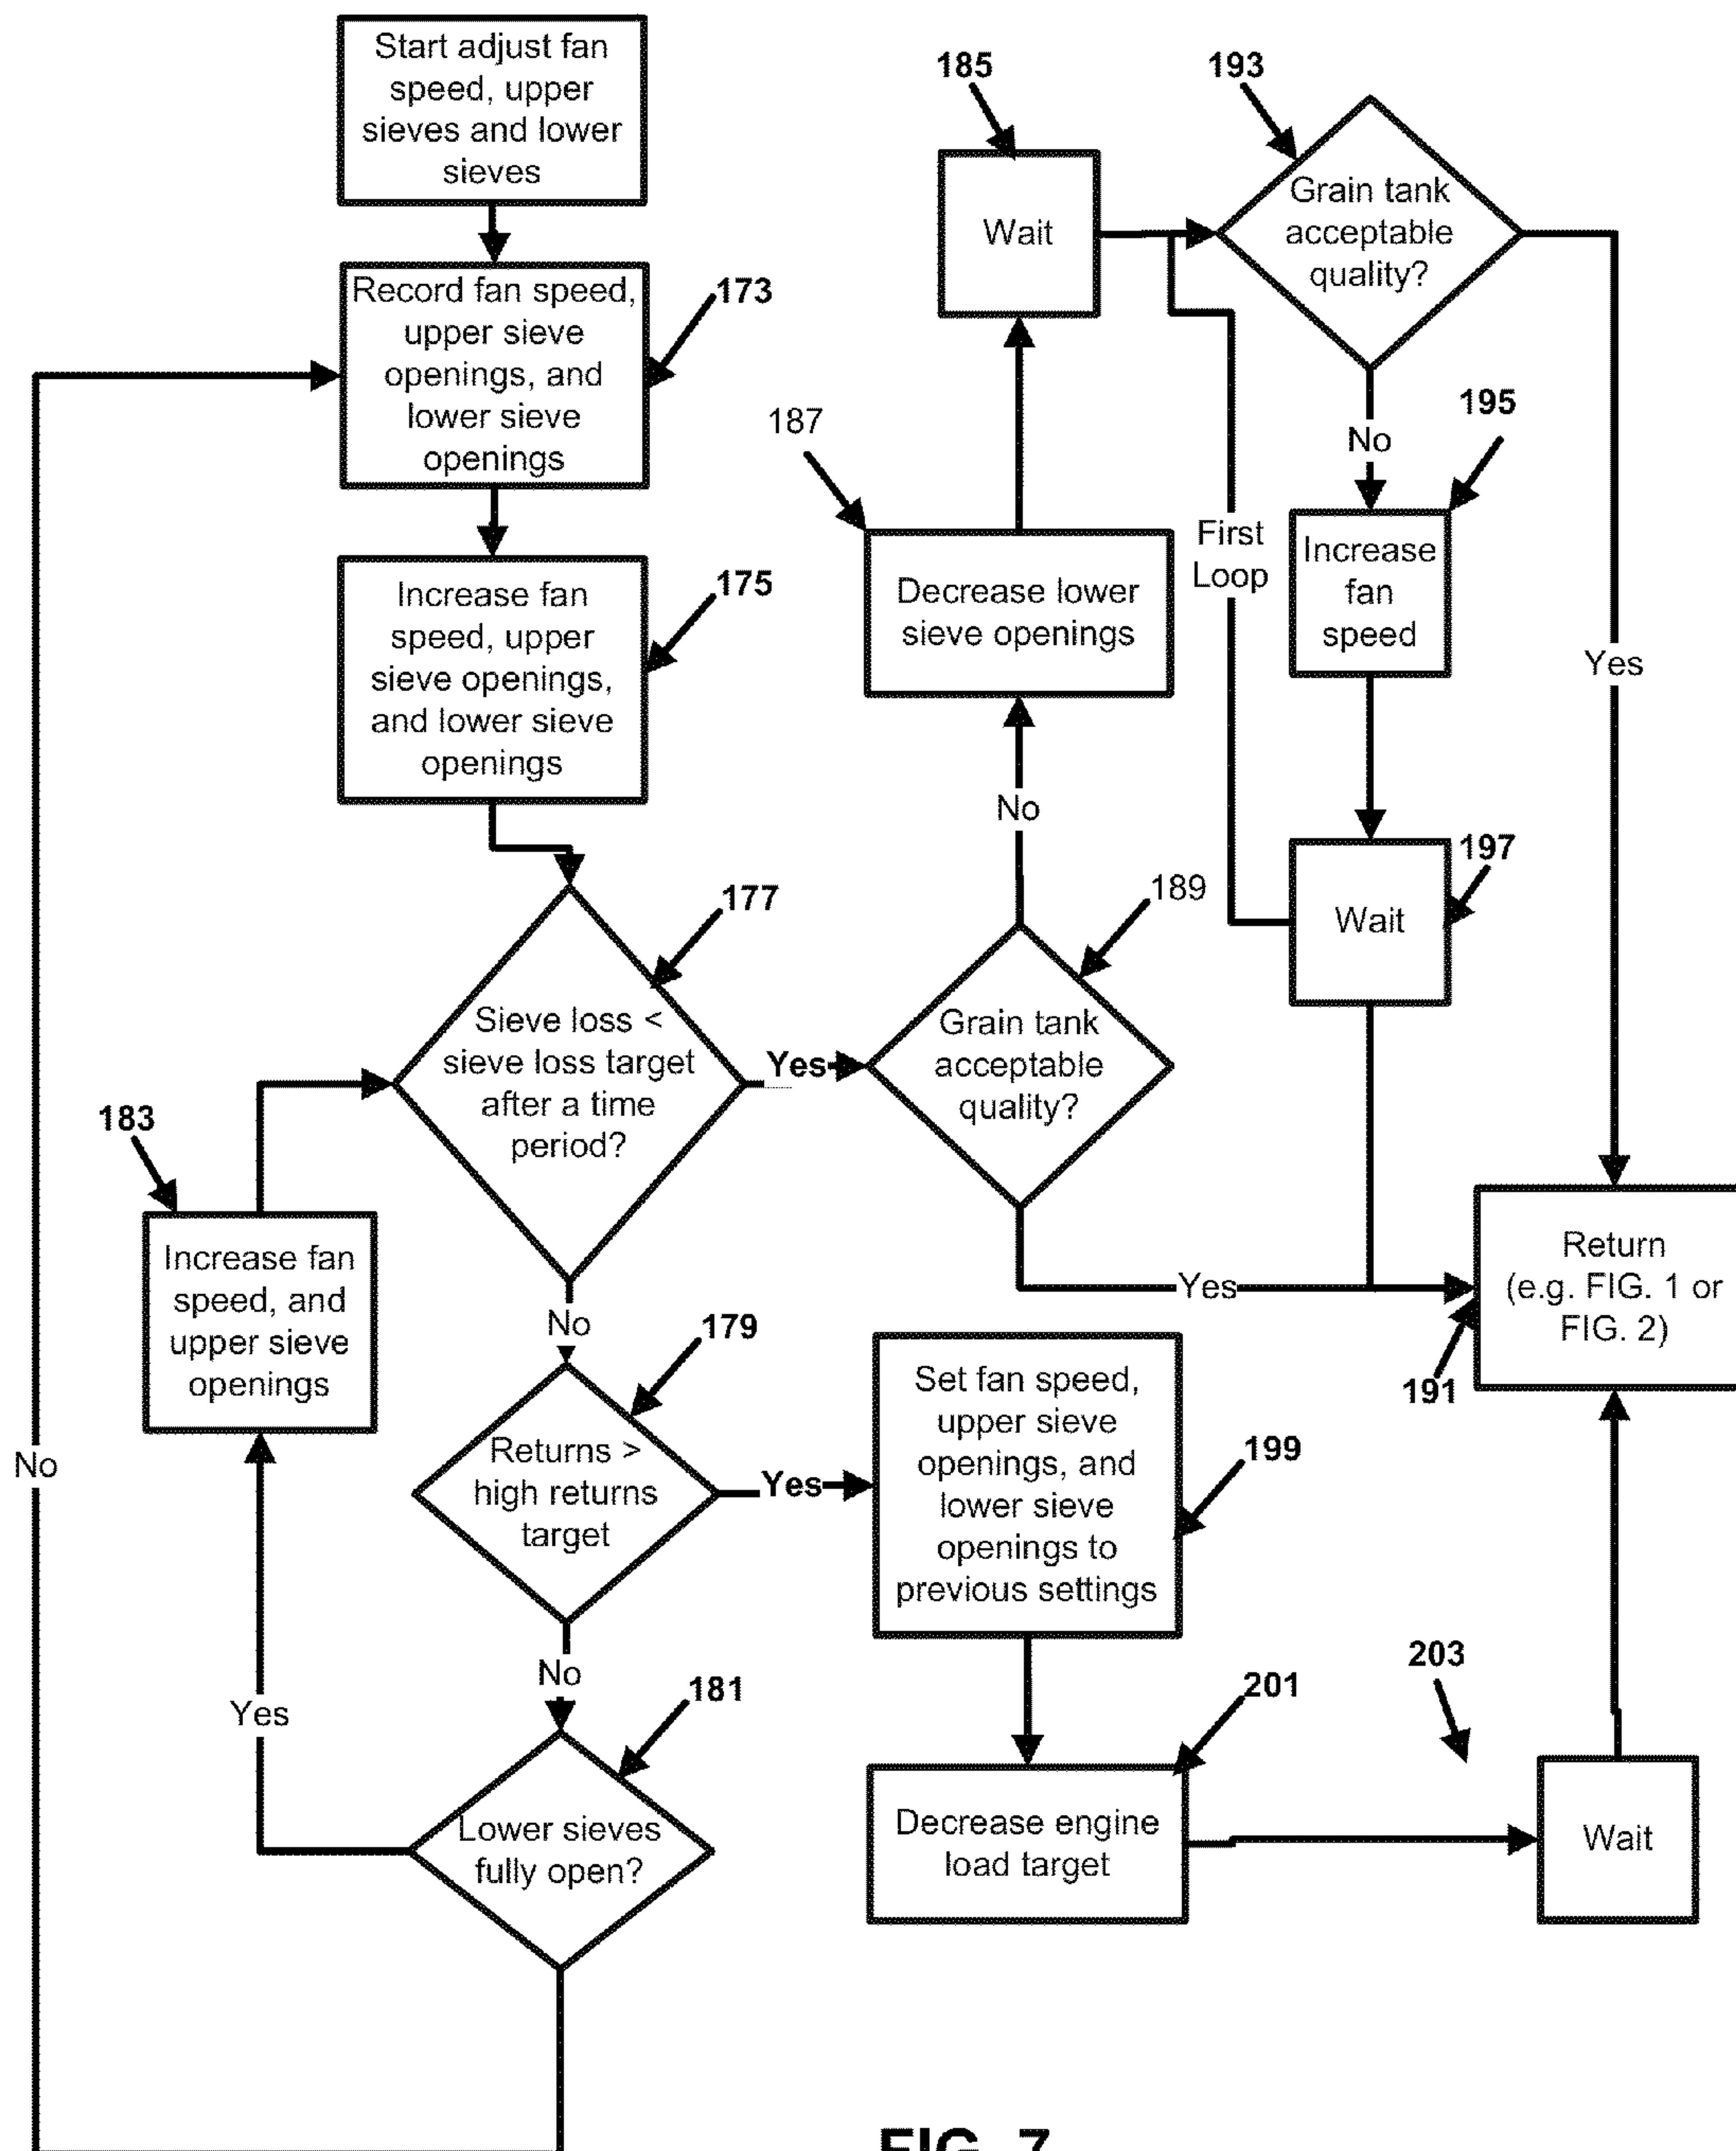 Start adjust fan
speed, upper
sieves and lower
sieves
Record fan speed,
upper sieve
openings, and
lower sieve
openings
173
Increase fan
speed, upper
sieve openings,
and lower sieve
openings
175
Sieve loss <
sieve loss target
after a time
period?
177
Yes
No
183
Increase fan
speed, and
upper sieve
openings
Returns >
high returns
target
179
Yes
No
Lower sieves
fully open?
181
Yes
No
185
Wait
187
Decrease lower
sieve openings
No
189
Grain tank
acceptable
quality?
Yes
193
Grain tank
acceptable
quality?
No
Yes
195
Increase
fan
speed
First
Loop
197
Wait
Return
(e.g. FIG. 1 or
FIG. 2)
191
Set fan speed,
upper sieve
openings, and
lower sieve
openings to
previous settings
199
Decrease engine
load target
201
203
Wait
FIG. 7